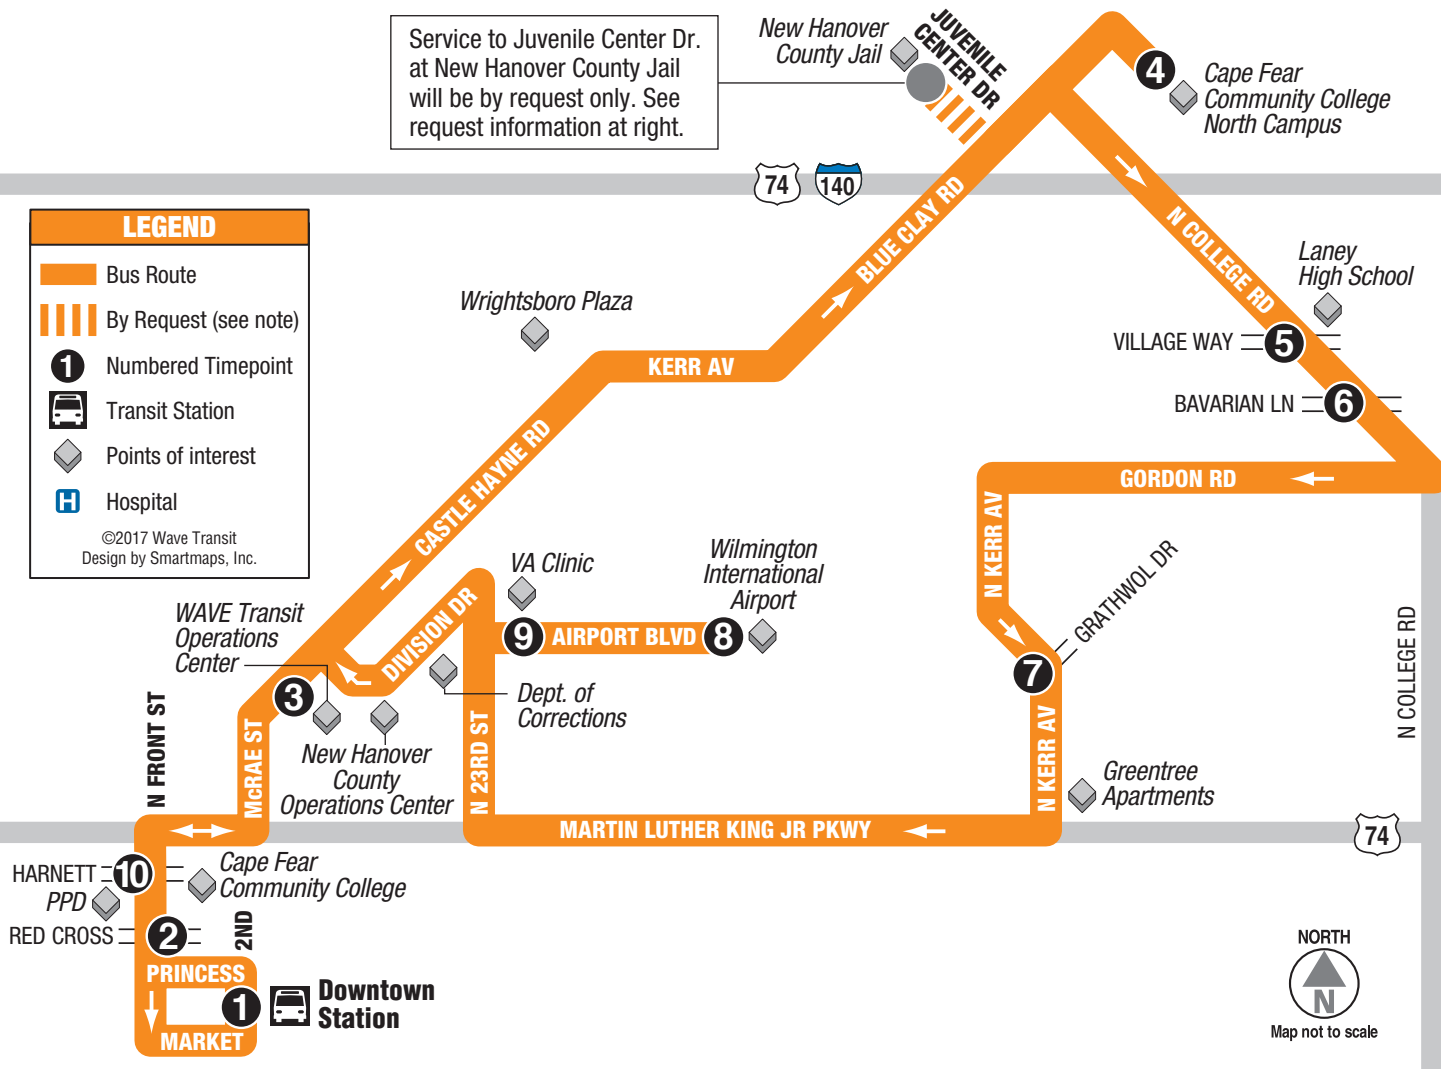 Service to Juvenile Center Dr.
at New Hanover County Jail
will be by request only. See
request information at right.
New Hanover
County Jail
JUVENILE
CENTER DR
4
Cape Fear
Community College
North Campus
74
140
LEGEND
Bus Route
By Request (see note)
1
Numbered Timepoint
Transit Station
Points of interest
H
Hospital
©2017 Wave Transit
Design by Smartmaps, Inc.
BLUE CLAY RD
N COLLEGE RD
Laney
High School
Wrightsboro Plaza
VILLAGE WAY
5
KERR AV
BAVARIAN LN
6
CASTLE HAYNE RD
GORDON RD
N KERR AV
GRATHWOL DR
VA Clinic
Wilmington
International
Airport
WAVE Transit
Operations
Center
DIVISION DR
9
AIRPORT BLVD
8
7
3
Dept. of
Corrections
N COLLEGE RD
N FRONT ST
McRAE ST
New Hanover
County
Operations Center
N 23RD ST
N KERR AV
Greentree
Apartments
MARTIN LUTHER KING JR PKWY
74
HARNETT
10
PPD
Cape Fear
Community College
RED CROSS
2
2ND
PRINCESS
1
Downtown
Station
MARKET
NORTH
N
Map not to scale